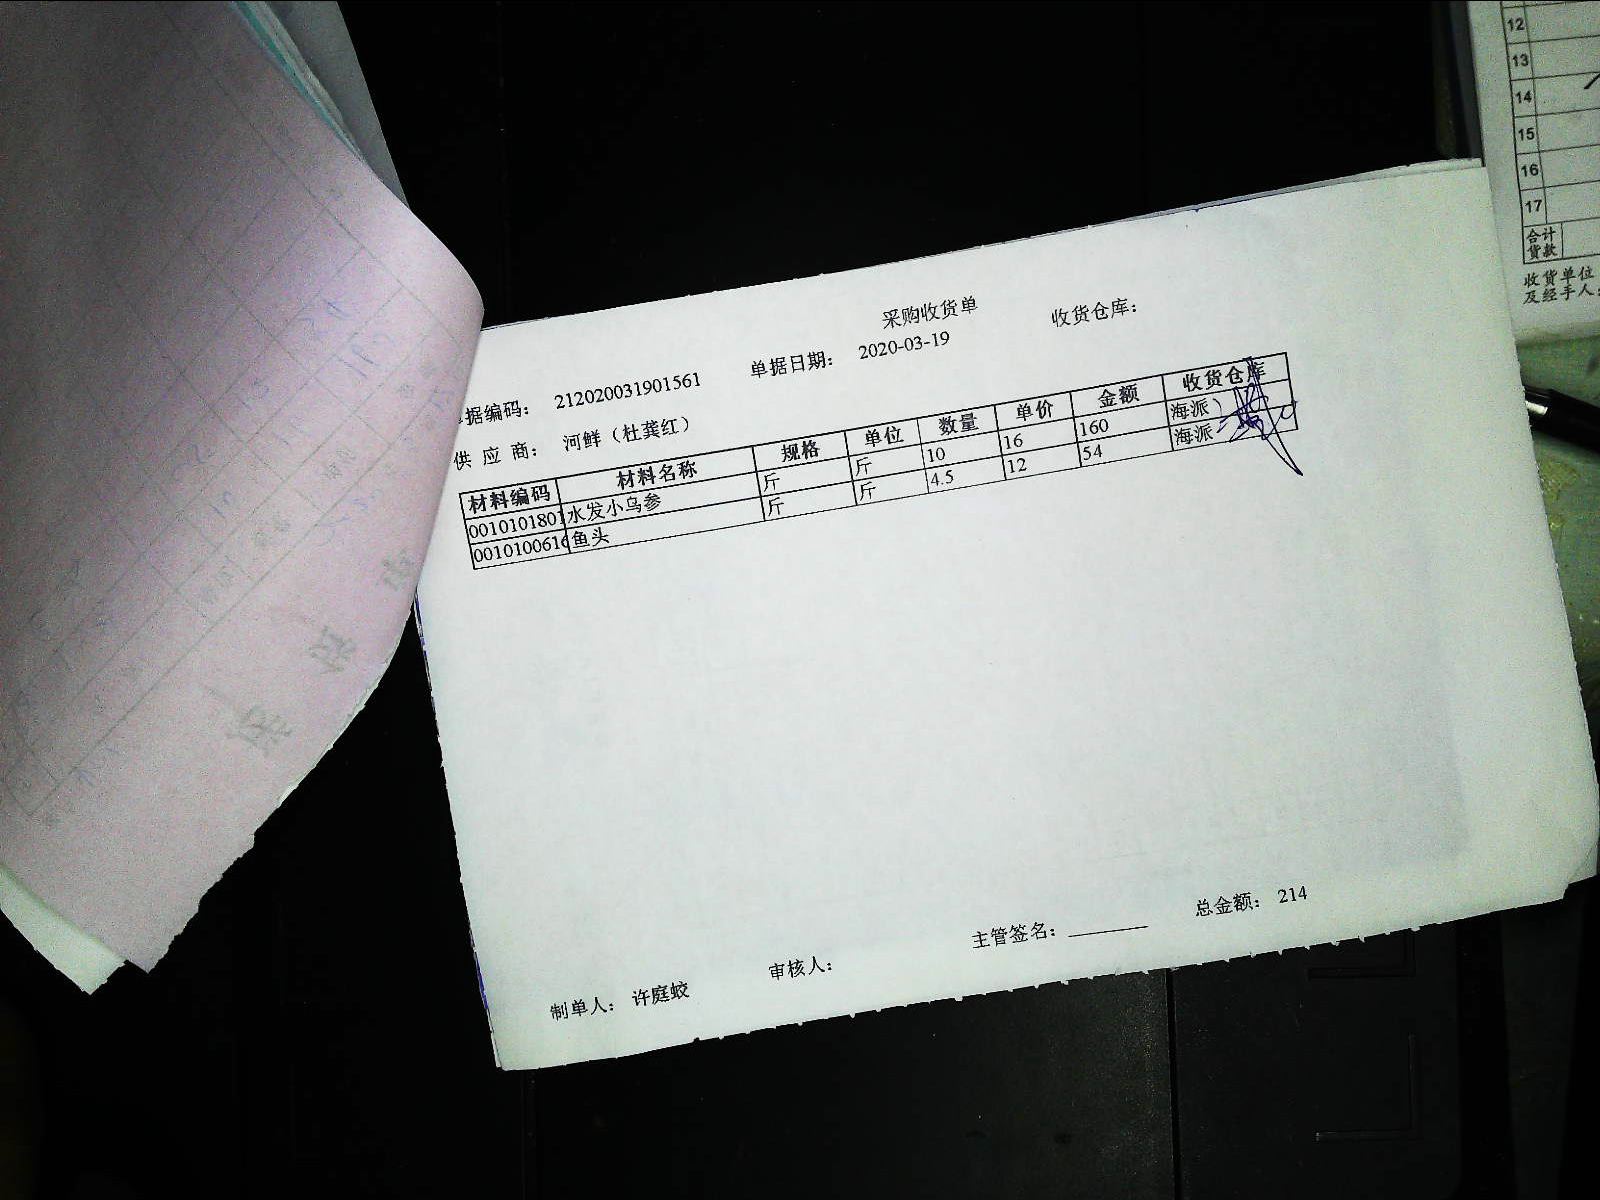 采购收货单
单据编码： 212020031901561 单据日期： 2020-03-19 收货仓库：
供 应 商： 河鲜（杜龚红）
材料编码 材料名称 规格 单位 数量 单价 金额 收货仓库
0010101801 水发小乌参 斤 斤 10 16 160 海派
0010100616 鱼头 斤 斤 4.5 12 54 海派
制单人： 许庭蛟 审核人： 主管签名： 总金额： 214
12
13
14
15
16
17
合计
货款
收货单位
及经手人：